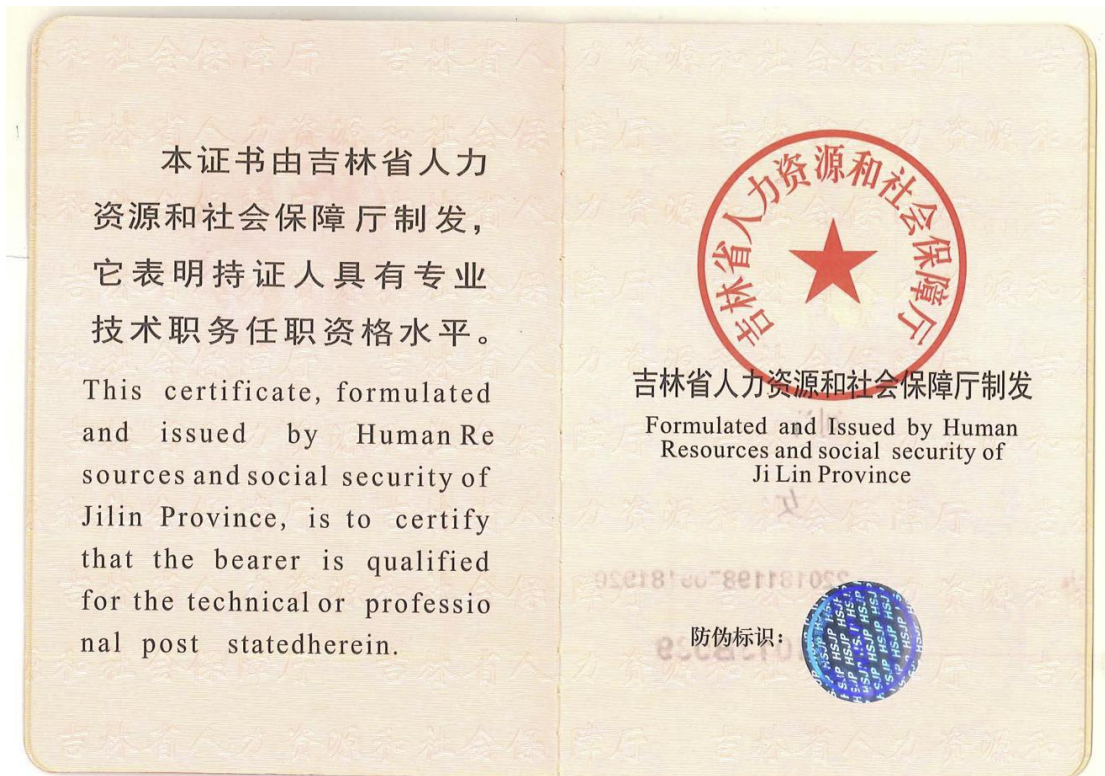 本证书由吉林省人力
资源和社会保障厅制发，
它表明持证人具有专业
技术职务任职资格水平。
This certificate, formulated
and issued by Human Re
sources and social security of
Jilin Province, is to certify
that the bearer is qualified
for the technical or professio
nal post statedherein.
吉林省人力资源和社会保障厅
吉林省人力资源和社会保障厅制发
Formulated and Issued by Human
Resources and social security of
Ji Lin Province
防伪标识：
HSJP